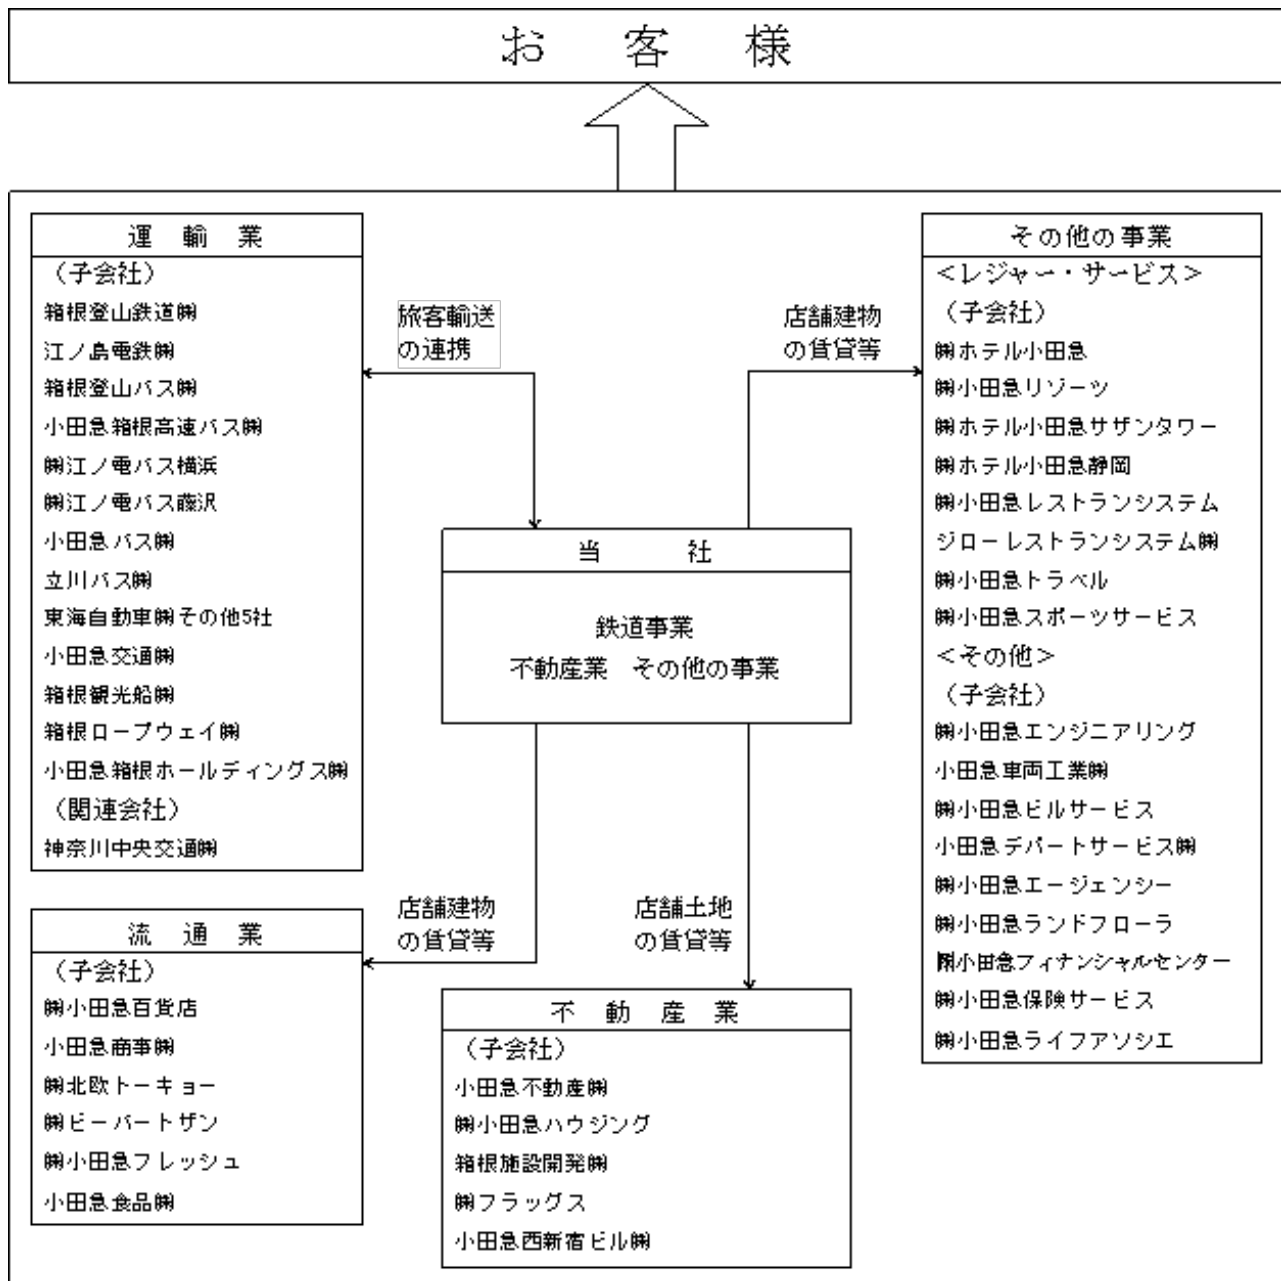 お客様
運輸業
（子会社）
箱根登山鉄道㈱
江ノ島電鉄㈱
箱根登山バス㈱
小田急箱根高速バス㈱
㈱江ノ電バス横浜
㈱江ノ電バス藤沢
小田急バス㈱
立川バス㈱
東海自動車㈱その他5社
小田急交通㈱
箱根観光船㈱
箱根ロープウェイ㈱
小田急箱根ホールディングス㈱
（関連会社）
神奈川中央交通㈱
旅客輸送
の連携
店舗建物
の賃貸等
その他の事業
＜レジャー・サービス＞
（子会社）
㈱ホテル小田急
㈱小田急リゾーツ
㈱ホテル小田急サザンタワー
㈱ホテル小田急静岡
㈱小田急レストランシステム
ジローレストランシステム㈱
㈱小田急トラベル
㈱小田急スポーツサービス
＜その他＞
（子会社）
㈱小田急エンジニアリング
小田急車両工業㈱
㈱小田急ビルサービス
小田急デパートサービス㈱
㈱小田急エージェンシー
㈱小田急ランドフローラ
㈱小田急フィナンシャルセンター
㈱小田急保険サービス
㈱小田急ライフアソシエ
当社
鉄道事業
不動産業　その他の事業
店舗建物
の賃貸等
店舗土地
の賃貸等
流通業
（子会社）
㈱小田急百貨店
小田急商事㈱
㈱北欧トーキョー
㈱ビーバートザン
㈱小田急フレッシュ
小田急食品㈱
不動産業
（子会社）
小田急不動産㈱
㈱小田急ハウジング
箱根施設開発㈱
㈱フラッグス
小田急西新宿ビル㈱